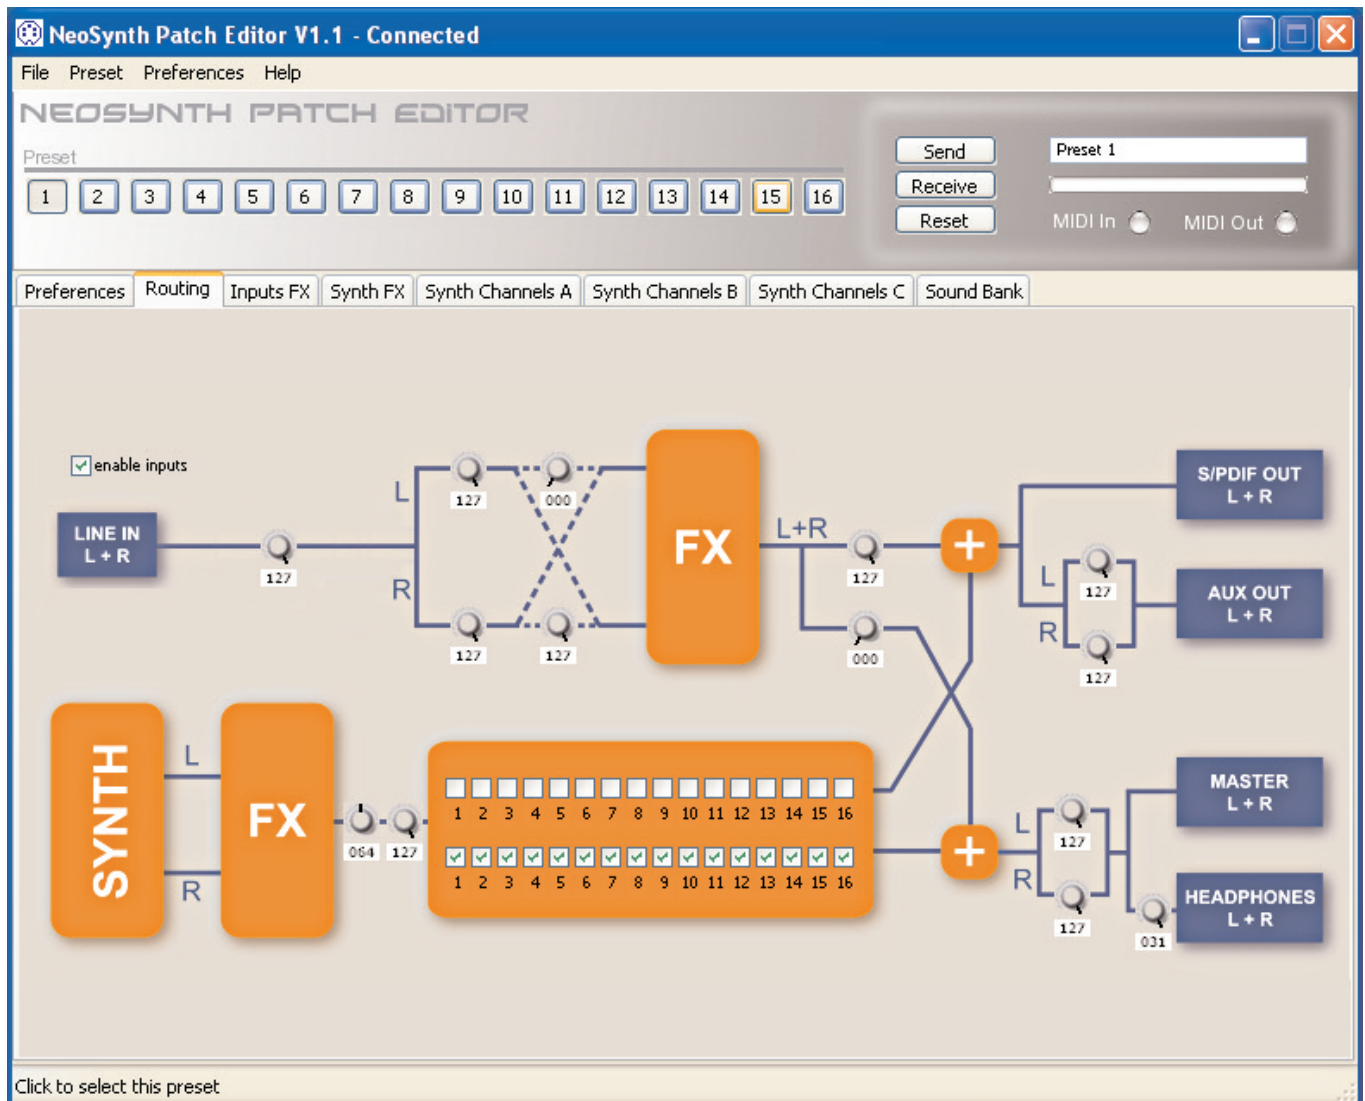 NeoSynth Patch Editor V1.1 - Connected
File Preset Preferences Help
NEOSYNTH PATCH EDITOR
Preset
1 2 3 4 5 6 7 8 9 10 11 12 13 14 15 16
Send
Receive
Reset
Preset 1
MIDI In MIDI Out
Preferences Routing Inputs FX Synth FX Synth Channels A Synth Channels B Synth Channels C Sound Bank
enable inputs
LINE IN
L + R
127
L
R
127
000
127
127
FX
L+R
127
000
+
L
R
127
127
S/PDIF OUT
L + R
AUX OUT
L + R
SYNTH
L
R
FX
064
127
1 2 3 4 5 6 7 8 9 10 11 12 13 14 15 16
1 2 3 4 5 6 7 8 9 10 11 12 13 14 15 16
+
L
R
127
127
031
MASTER
L + R
HEADPHONES
L + R
Click to select this preset